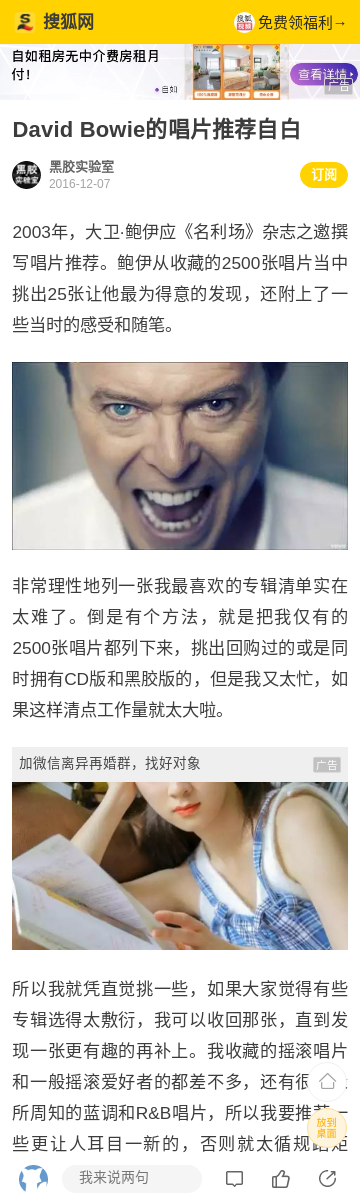 搜狐网
免费领福利→
自如租房无中介费房租月
付!
自如
查看详情
广告
David Bowie的唱片推荐自白
黑胶
实验室
黑胶实验室
2016-12-07
订阅
2003年，大卫·鲍伊应《名利场》杂志之邀撰
写唱片推荐。鲍伊从收藏的2500张唱片当中
挑出25张让他最为得意的发现，还附上了一
些当时的感受和随笔。
非常理性地列一张我最喜欢的专辑清单实在
太难了。倒是有个方法，就是把我仅有的
2500张唱片都列下来，挑出回购过的或是同
时拥有CD版和黑胶版的，但是我又太忙，如
果这样清点工作量就太大啦。
加微信离异再婚群，找好对象
广告
所以我就凭直觉挑一些，如果大家觉得有些
专辑选得太敷衍，我可以收回那张，直到发
现一张更有趣的再补上。我收藏的摇滚唱片
和一般摇滚爱好者的都差不多，还有很
所周知的蓝调和R&B唱片，所以我要推
一
些更让人耳目一新的，否则就太循规
放到
桌面
我来说两句